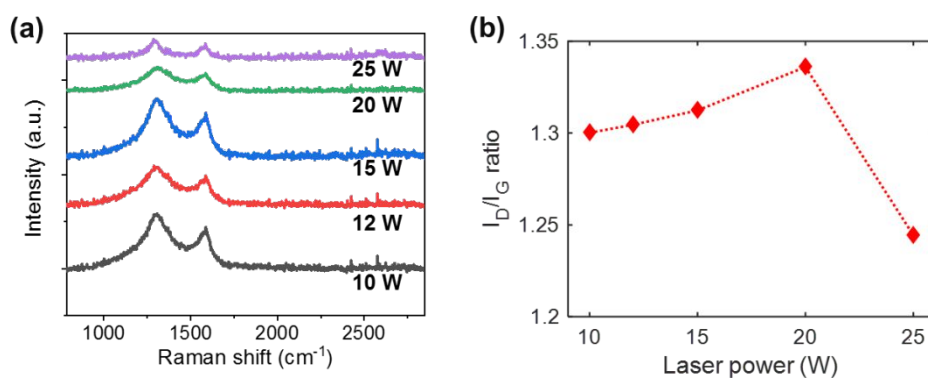 (a)
25 W
20 W
15 W
12 W
10 W
Intensity (a.u.)
1000 1500 2000 2500
Raman shift (cm⁻¹)
(b)
1.35
1.3
1.25
1.2
I_D/I_G ratio
10 15 20 25
Laser power (W)